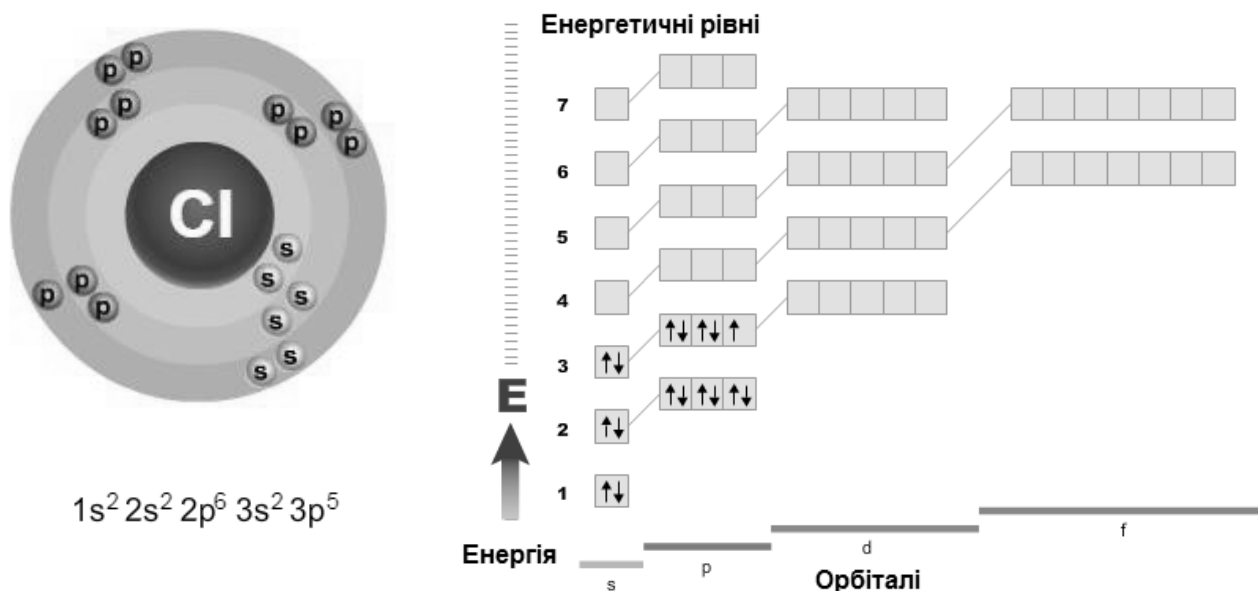 Енергетичні рівні
p p
p p
p p
p p
Cl
s
s
s
s
s
s
p
p p
1s² 2s² 2p⁶ 3s² 3p⁵
7
6
5
4
3
2
1
E
Енергія
s
p
d
f
Орбіталі